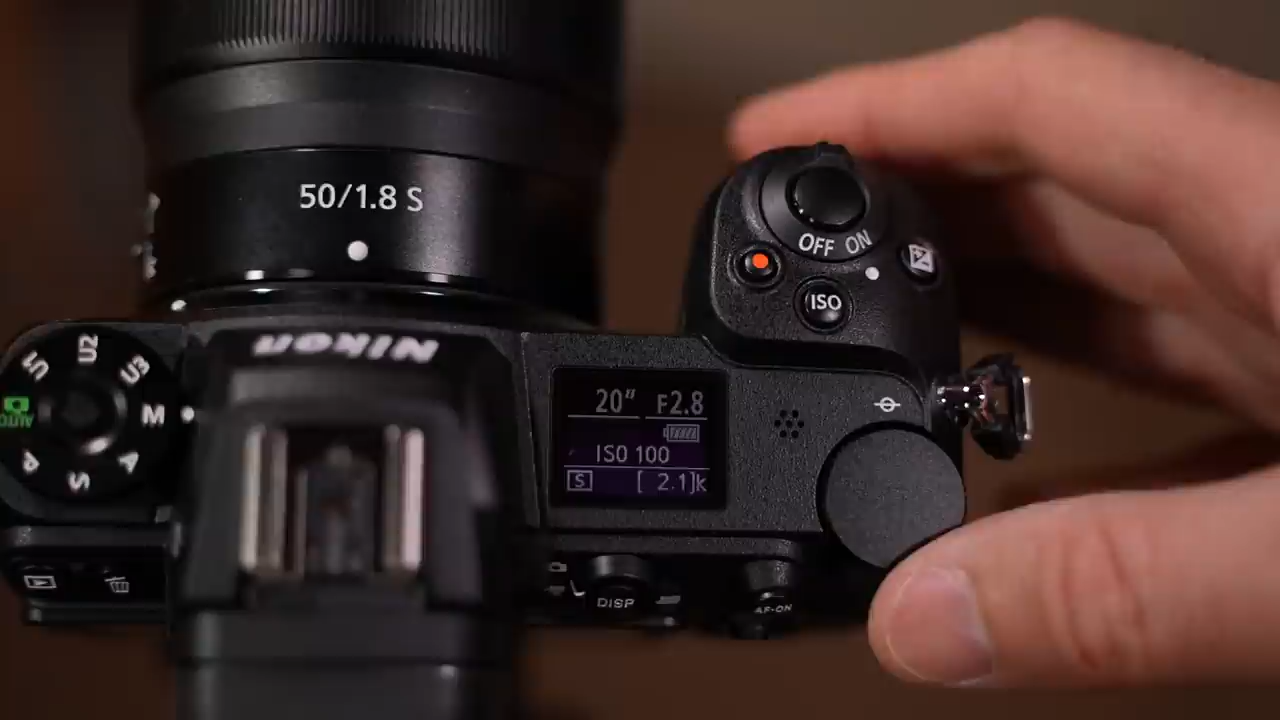 50/1.8 S
OFF ON
ISO
Nikon
U1
U2
U3
M
AUTO
P
S
A
20" F2.8
ISO 100
S [ 2.1]k
DISP
AF-ON